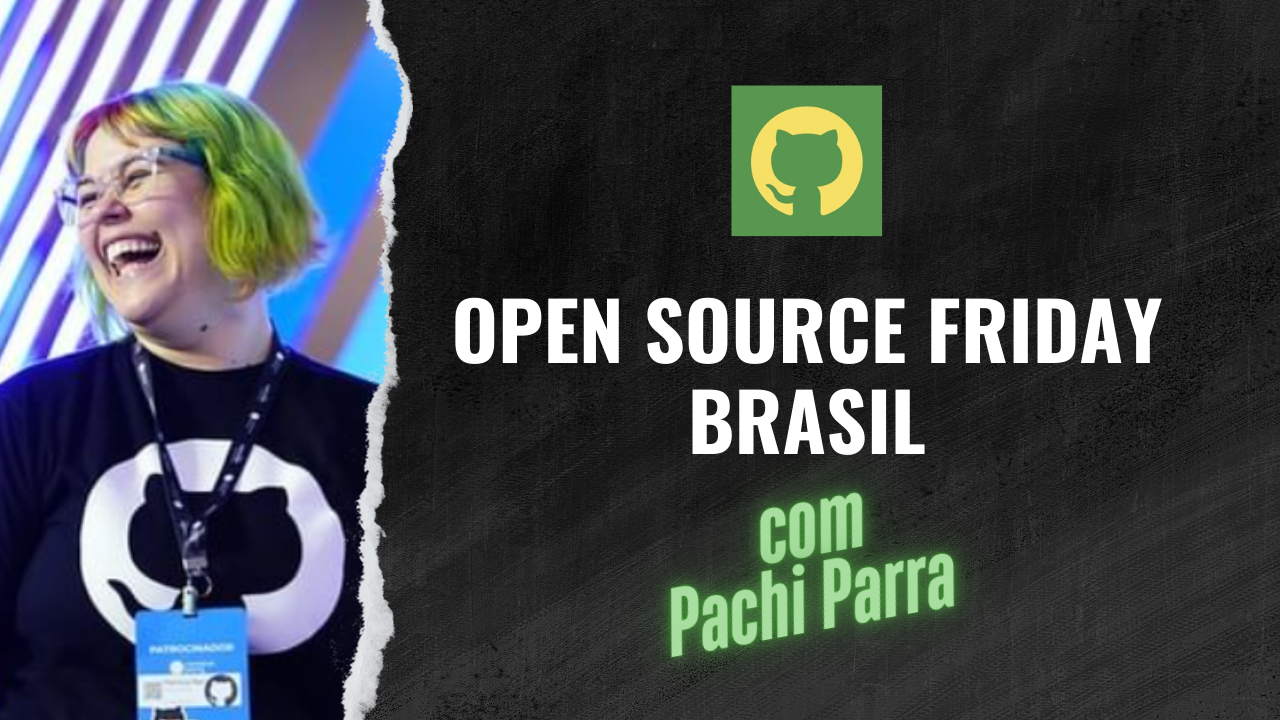 OPEN SOURCE FRIDAY
BRASIL
com
Pachi Parra
PATROCINADOR